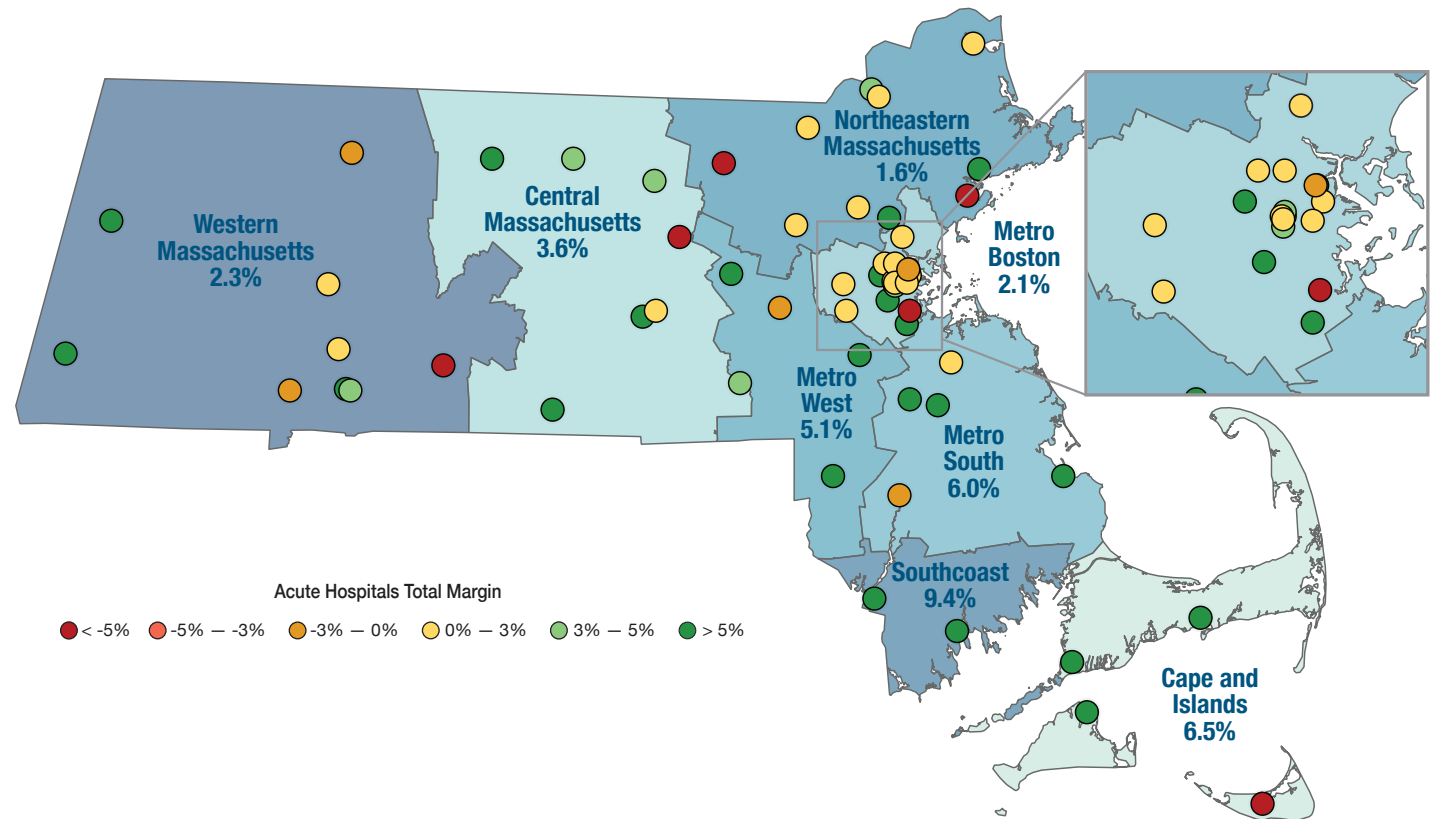 Northeastern
Massachusetts
1.6%
Central
Massachusetts
3.6%
Western
Massachusetts
2.3%
Metro
Boston
2.1%
Metro
West
5.1%
Metro
South
6.0%
Southcoast
9.4%
Cape and
Islands
6.5%
Acute Hospitals Total Margin
< -5%
-5% — -3%
-3% — 0%
0% — 3%
3% — 5%
> 5%